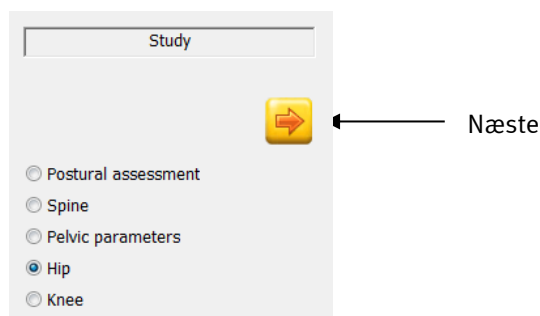 Study
Næste
Postural assessment
Spine
Pelvic parameters
Hip
Knee